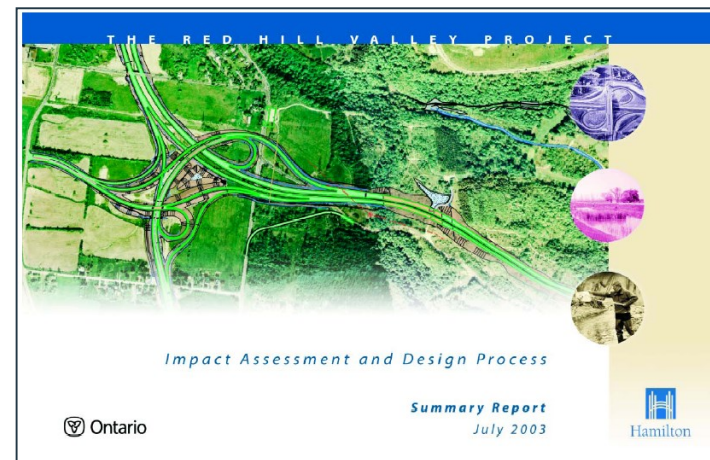 THE RED HILL VALLEY PROJECT
Impact Assessment and Design Process
Summary Report
July 2003
Ontario
Hamilton